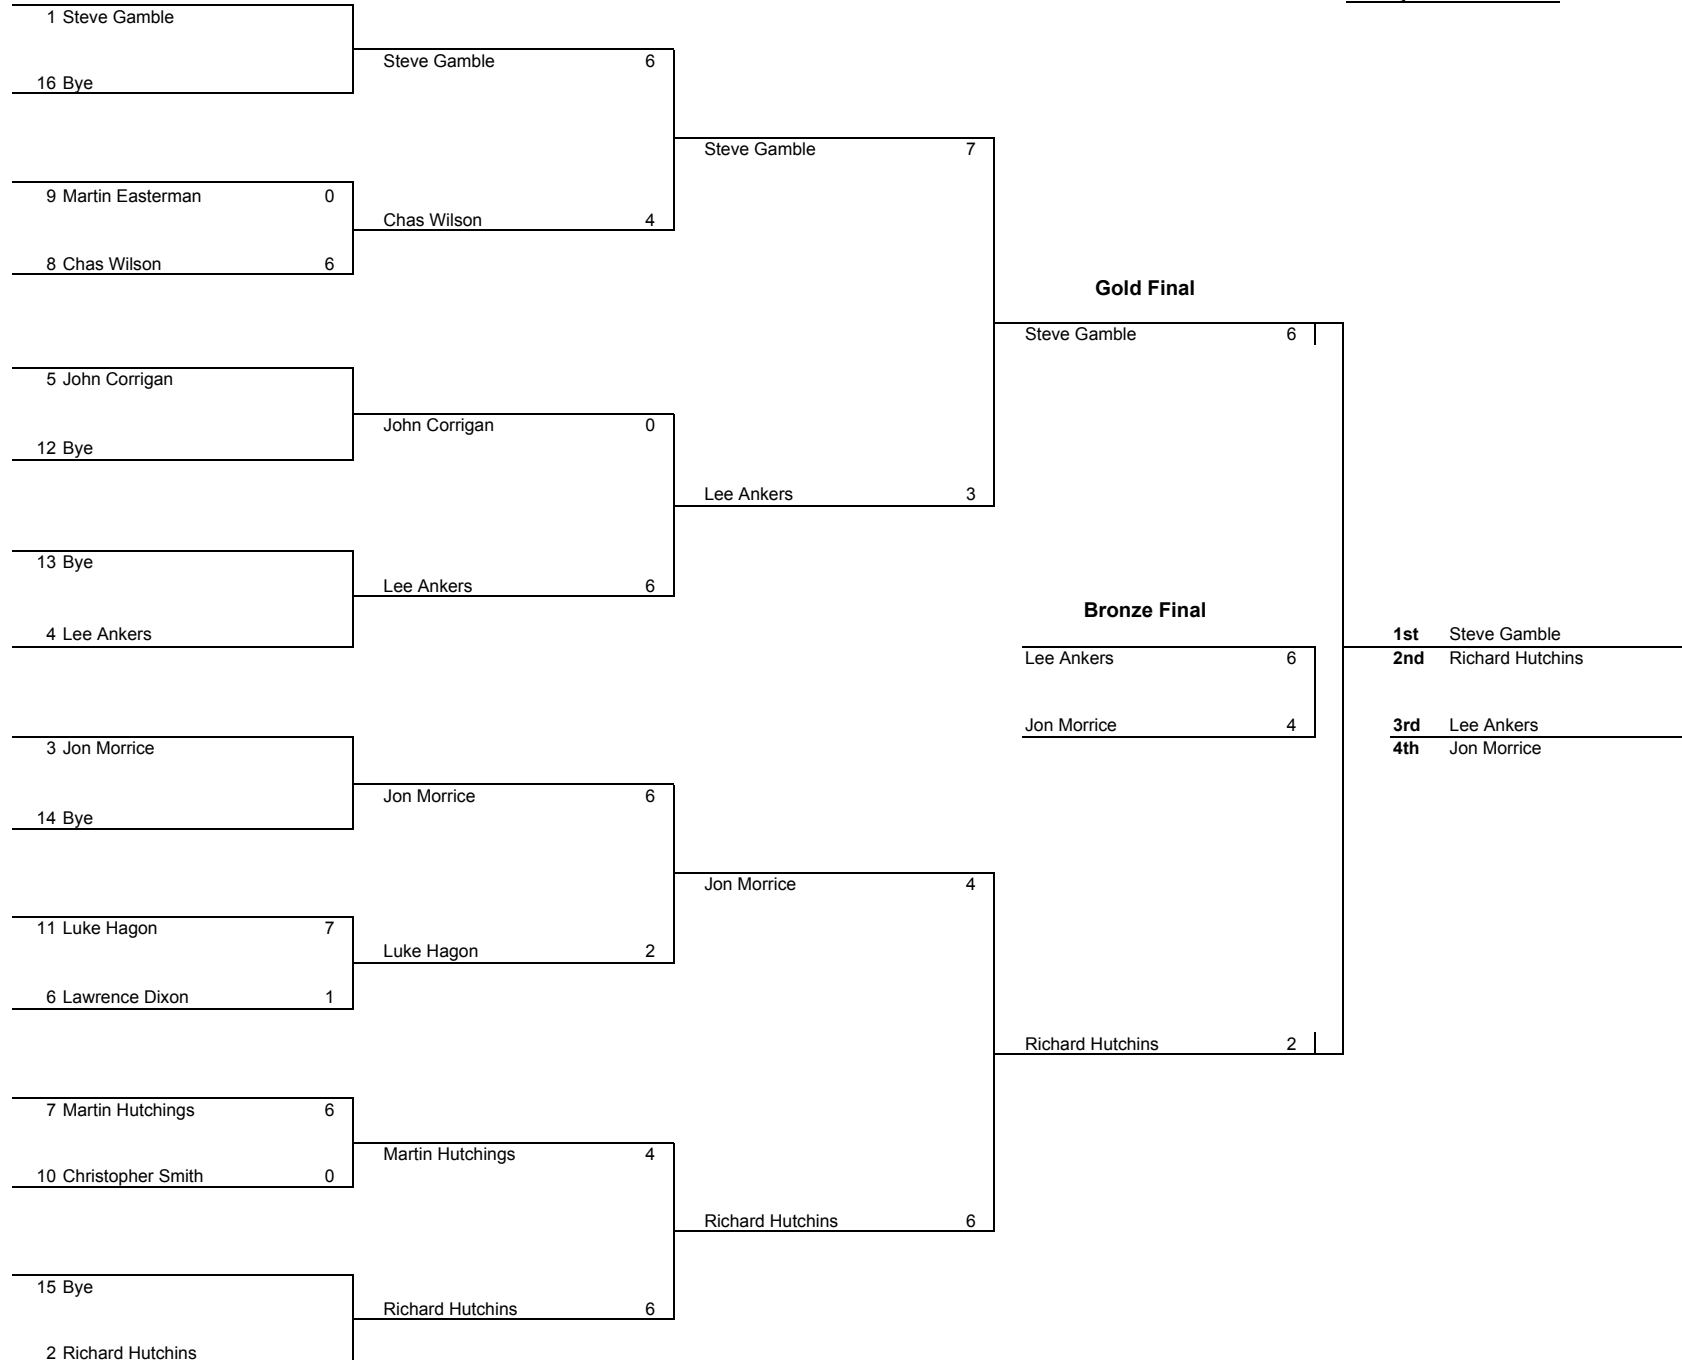 1 Steve Gamble
16 Bye
9 Martin Easterman 0
8 Chas Wilson 6
5 John Corrigan
12 Bye
13 Bye
4 Lee Ankers
3 Jon Morrice
14 Bye
11 Luke Hagon 7
6 Lawrence Dixon 1
7 Martin Hutchings 6
10 Christopher Smith 0
15 Bye
2 Richard Hutchins
Steve Gamble 6
Chas Wilson 4
John Corrigan 0
Lee Ankers 6
Jon Morrice 6
Luke Hagon 2
Martin Hutchings 4
Richard Hutchins 6
Steve Gamble 7
Lee Ankers 3
Jon Morrice 4
Richard Hutchins 6
Gold Final
Steve Gamble 6
Richard Hutchins 2
Bronze Final
Lee Ankers 6
Jon Morrice 4
1st Steve Gamble
2nd Richard Hutchins
3rd Lee Ankers
4th Jon Morrice